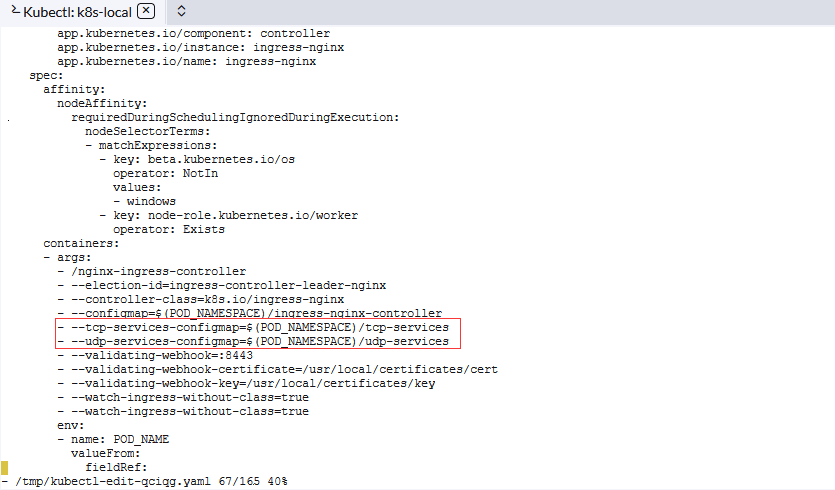 Kubectl: k8s-local
app.kubernetes.io/component: controller
app.kubernetes.io/instance: ingress-nginx
app.kubernetes.io/name: ingress-nginx
spec:
affinity:
nodeAffinity:
requiredDuringSchedulingIgnoredDuringExecution:
nodeSelectorTerms:
- matchExpressions:
- key: beta.kubernetes.io/os
operator: NotIn
values:
- windows
- key: node-role.kubernetes.io/worker
operator: Exists
containers:
- args:
- /nginx-ingress-controller
- --election-id=ingress-controller-leader-nginx
- --controller-class=k8s.io/ingress-nginx
- --configmap=$(POD_NAMESPACE)/ingress-nginx-controller
- --tcp-services-configmap=$(POD_NAMESPACE)/tcp-services
- --udp-services-configmap=$(POD_NAMESPACE)/udp-services
- --validating-webhook=:8443
- --validating-webhook-certificate=/usr/local/certificates/cert
- --validating-webhook-key=/usr/local/certificates/key
- --watch-ingress-without-class=true
- --watch-ingress-without-class=true
env:
- name: POD_NAME
valueFrom:
fieldRef:
- /tmp/kubectl-edit-qciqg.yaml 67/165 40%